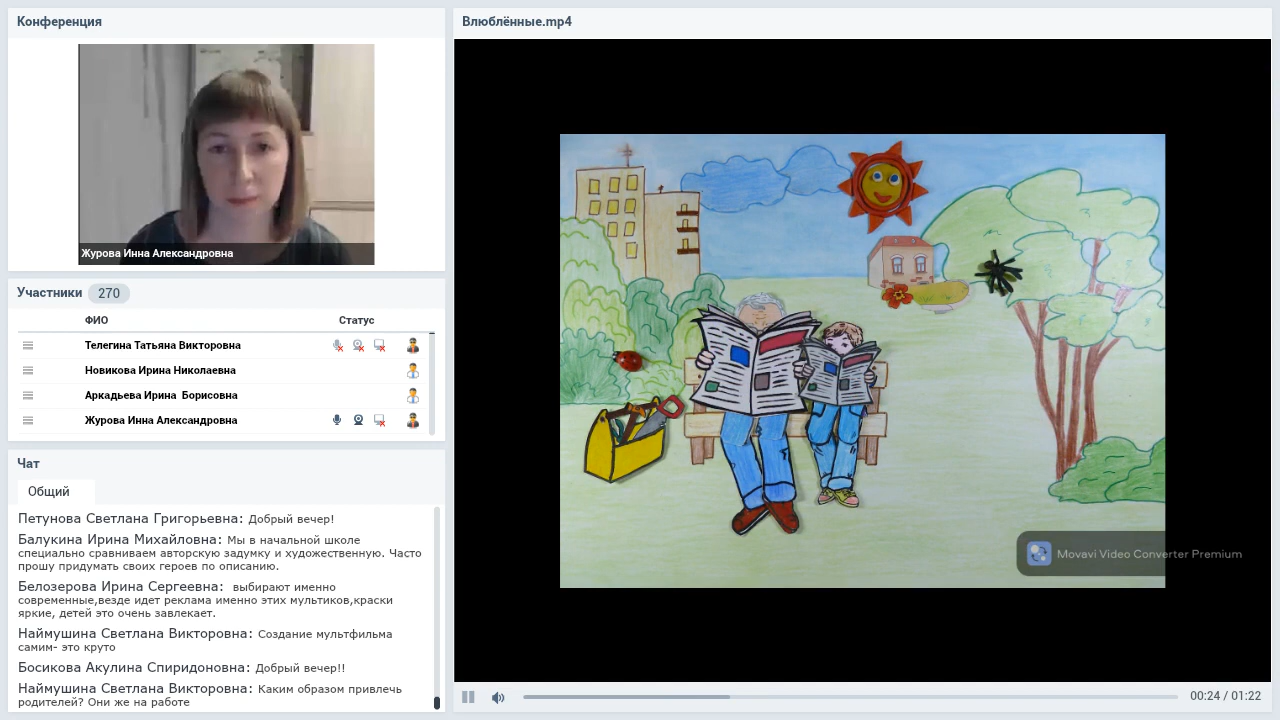 Конференция
Журова Инна Александровна
Участники 270
ФИО Статус
Телегина Татьяна Викторовна
Новикова Ирина Николаевна
Аркадьева Ирина Борисовна
Журова Инна Александровна
Чат
Общий
Петунова Светлана Григорьевна: Добрый вечер!
Балукина Ирина Михайловна: Мы в начальной школе
специально сравниваем авторскую задумку и художественную. Часто
прошу придумать своих героев по описанию.
Белозерова Ирина Сергеевна: выбирают именно
современные,везде идет реклама именно этих мультиков,краски
яркие, детей это очень завлекает.
Наймушина Светлана Викторовна: Создание мультфильма
самим- это круто
Босикова Акулина Спиридоновна: Добрый вечер!!
Наймушина Светлана Викторовна: Каким образом привлечь
родителей? Они же на работе
Влюблённые.mp4
Movavi Video Converter Premium
00:24 / 01:22